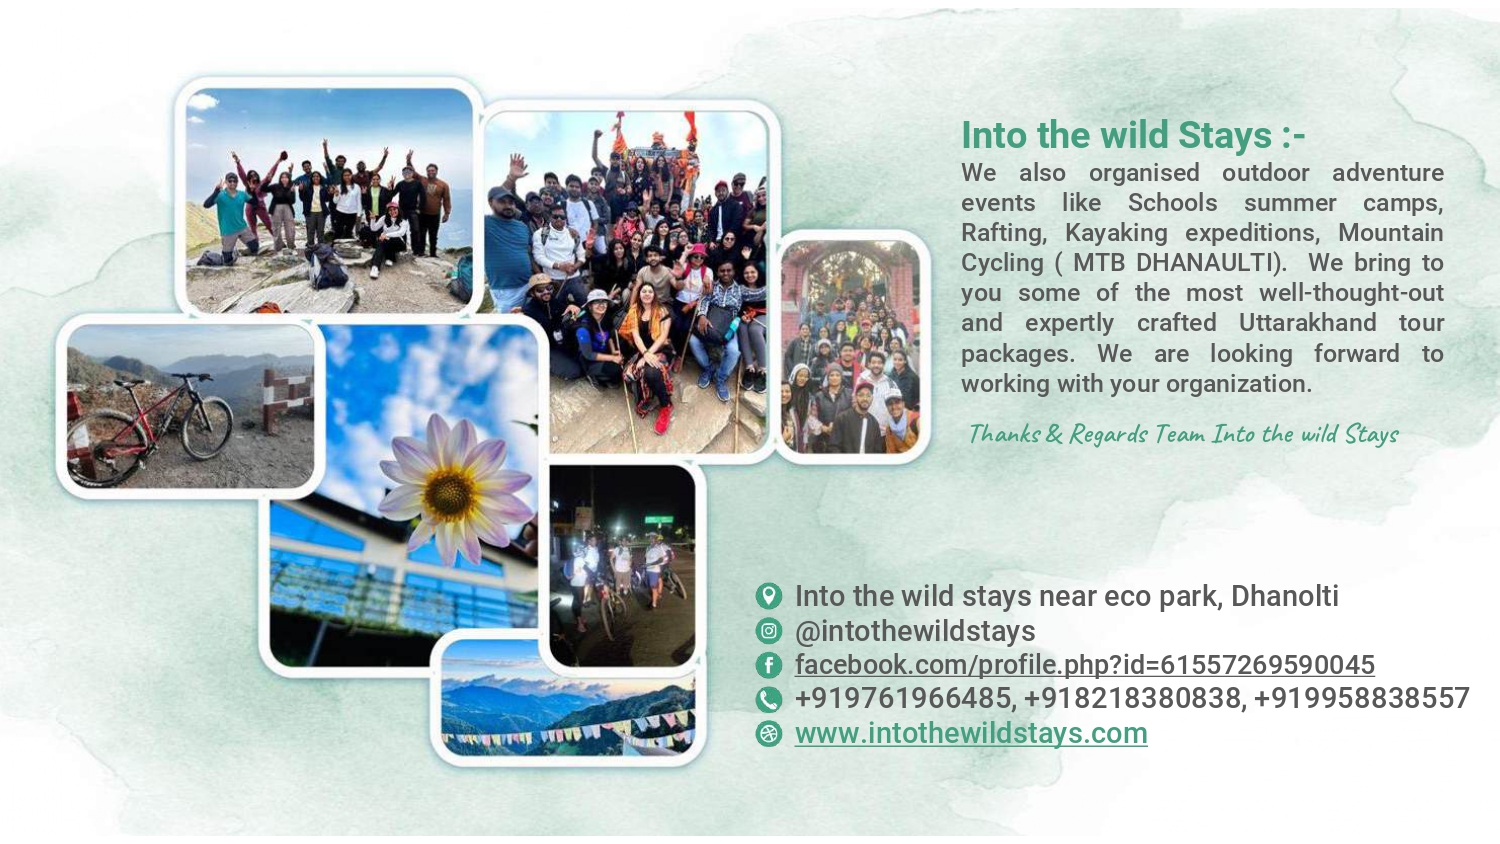 Into the wild Stays :-
We also organised outdoor adventure
events like Schools summer camps,
Rafting, Kayaking expeditions, Mountain
Cycling ( MTB DHANAULTI). We bring to
you some of the most well-thought-out
and expertly crafted Uttarakhand tour
packages. We are looking forward to
working with your organization.
Thanks & Regards Team Into the wild Stays
Into the wild stays near eco park, Dhanolti
@intothewildstays
facebook.com/profile.php?id=61557269590045
+919761966485, +918218380838, +919958838557
www.intothewildstays.com